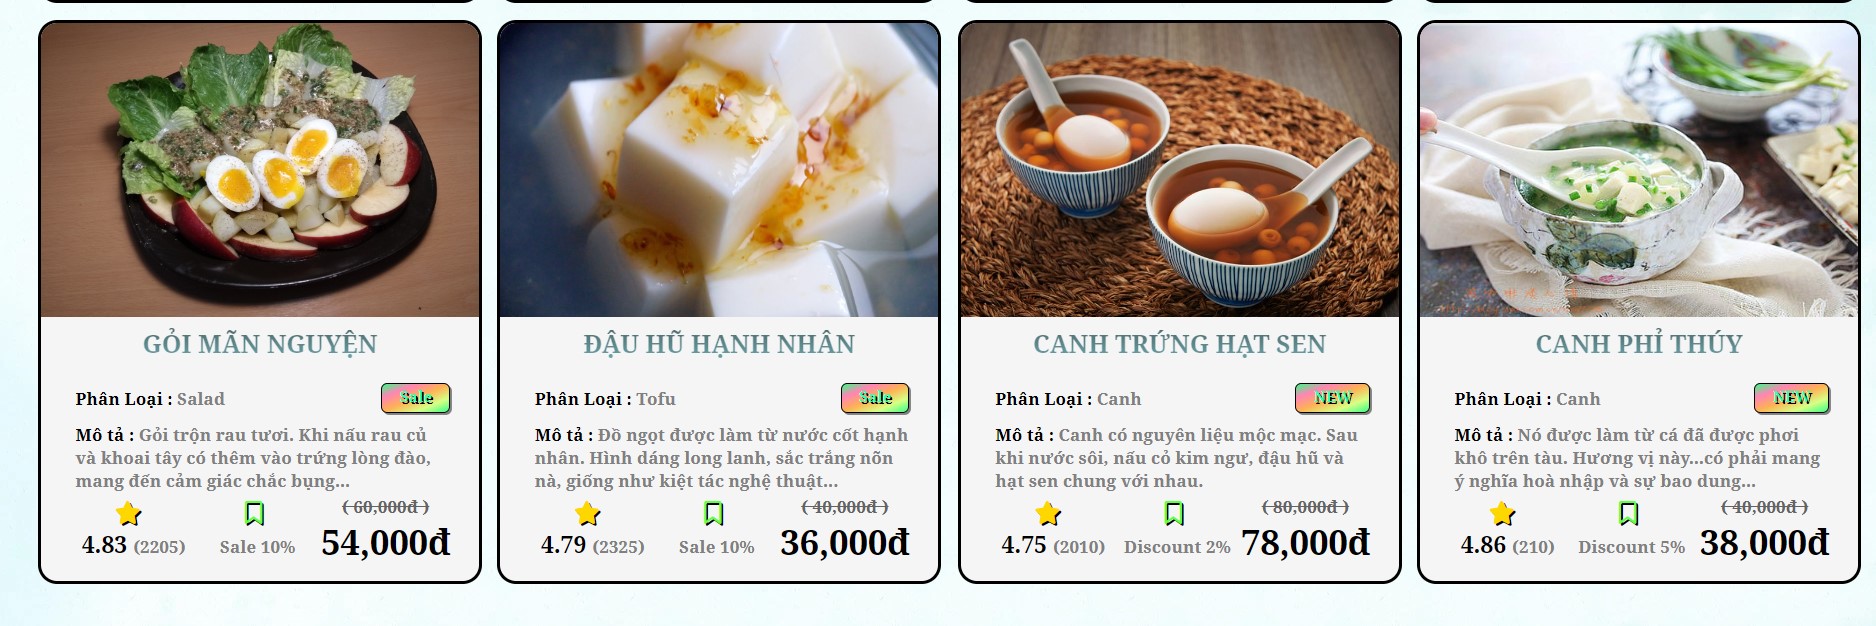 GỎI MÃN NGUYỆN
Phân Loại : Salad
Sale
Mô tả : Gỏi trộn rau tươi. Khi nấu rau củ
và khoai tây có thêm vào trứng lòng đào,
mang đến cảm giác chắc bụng...
( 60,000đ )
4.83 (2205)
Sale 10%
54,000đ
ĐẬU HŨ HẠNH NHÂN
Phân Loại : Tofu
Sale
Mô tả : Đồ ngọt được làm từ nước cốt hạnh
nhân. Hình dáng long lanh, sắc trắng nõn
nà, giống như kiệt tác nghệ thuật...
( 40,000đ )
4.79 (2325)
Sale 10%
36,000đ
CANH TRỨNG HẠT SEN
Phân Loại : Canh
NEW
Mô tả : Canh có nguyên liệu mộc mạc. Sau
khi nước sôi, nấu cỏ kim ngư, đậu hũ và
hạt sen chung với nhau.
( 80,000đ )
4.75 (2010)
Discount 2%
78,000đ
CANH PHỈ THÚY
Phân Loại : Canh
NEW
Mô tả : Nó được làm từ cá đã được phơi
khô trên tàu. Hương vị này...có phải mang
ý nghĩa hoà nhập và sự bao dung...
( 40,000đ )
4.86 (210)
Discount 5%
38,000đ